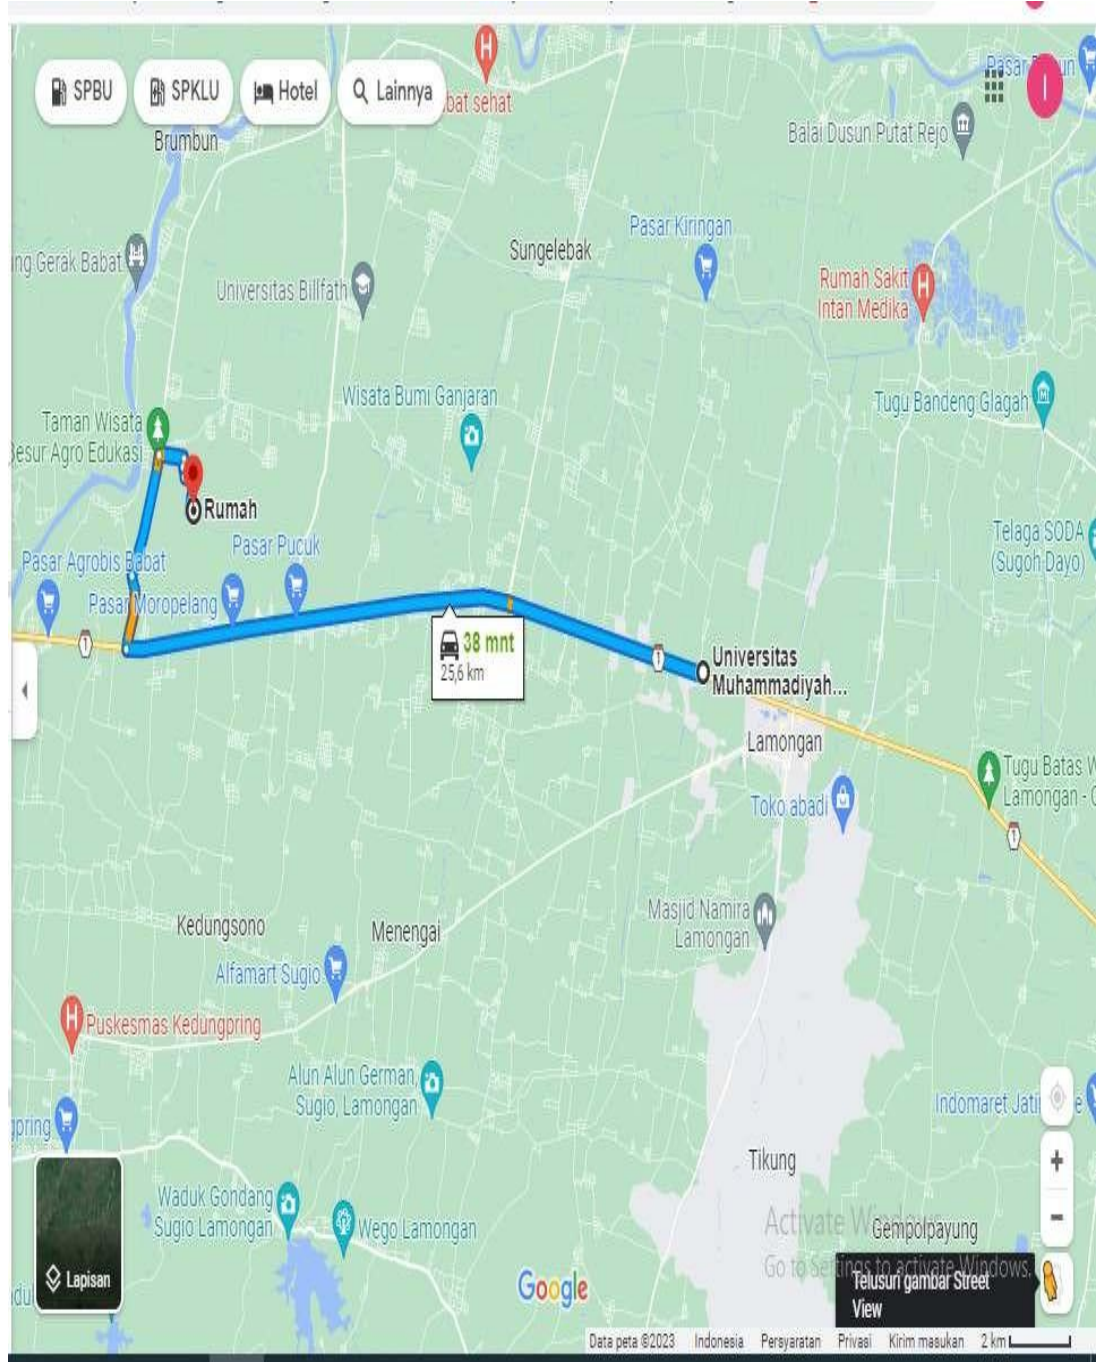 SPBU
SPKLU
Hotel
Lainnya
bat sehat
Pasar
I
Brumbun
Balai Dusun Putat Rejo
Pasar Kiringan
Sungelebak
ng Gerak Babat
Universitas Billfath
Rumah Sakit
Intan Medika
Wisata Bumi Ganjaran
Tugu Bandeng Glagah
Taman Wisata
Besur Agro Edukasi
Rumah
Telaga SODA
(Sugoh Dayo)
Pasar Agrobis Babat
Pasar Pucuk
Pasar Moropelang
1
38 mnt
25,6 km
1
Universitas
Muhammadiyah...
Lamongan
Tugu Batas W
Lamongan - G
Toko abadi
1
Masjid Namira
Lamongan
Kedungsono
Menengai
Alfamart Sugio
Puskesmas Kedungpring
Alun Alun German,
Sugio, Lamongan
Indomaret Jati
gpring
Tikung
Waduk Gondang
Sugio Lamongan
Wego Lamongan
Activate Windows
Gempolpayung
Go to Settings to activate Windows.
Lapisan
Google
Telusuri gambar Street
View
Data peta ©2023 Indonesia Persyaratan Privasi Kirim masukan 2 km